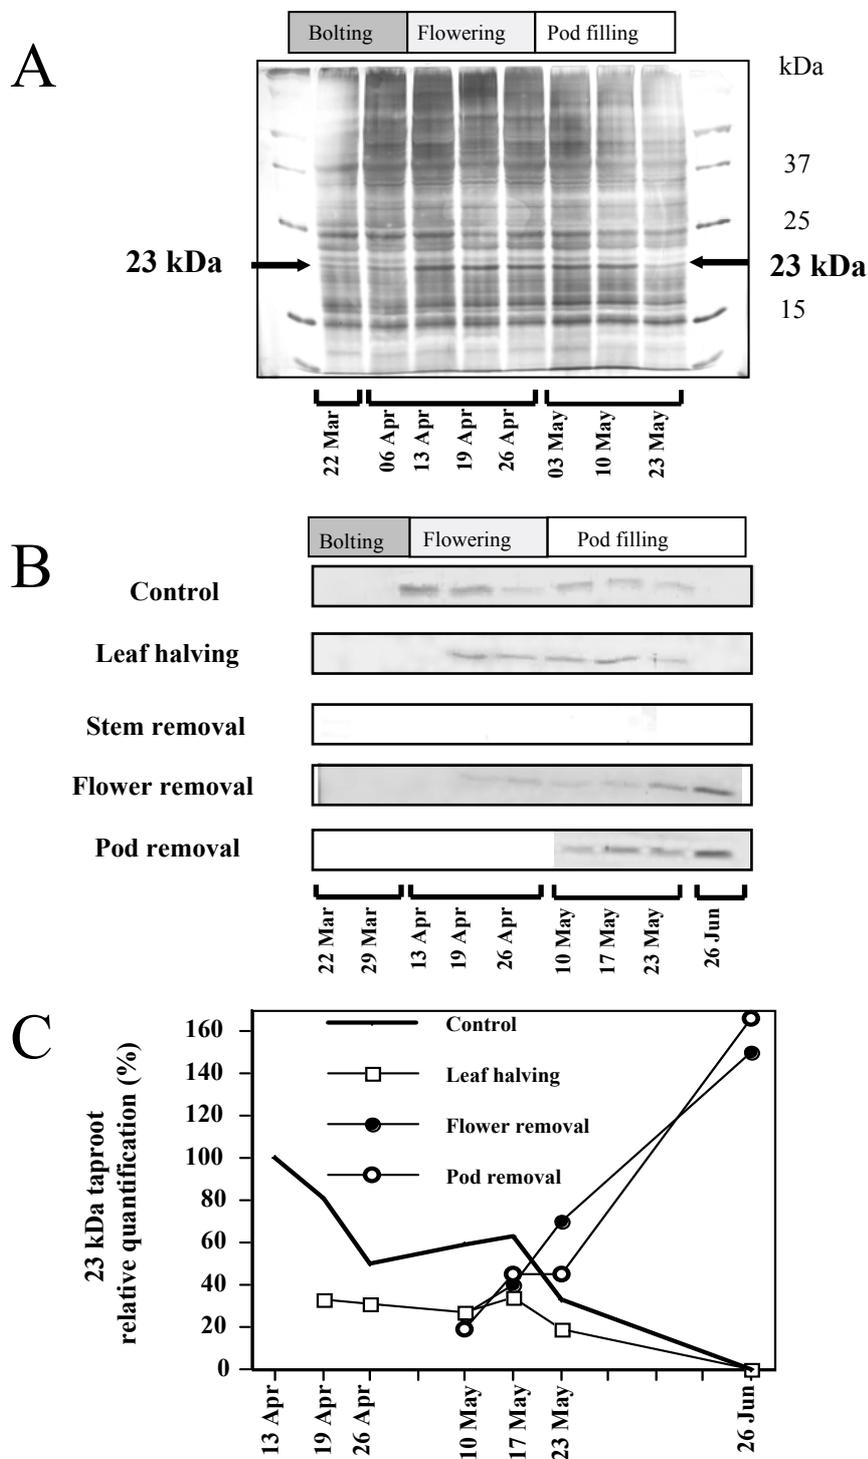 Bolting Flowering Pod filling
A
kDa
37
25
23 kDa 23 kDa
15
22 Mar
06 Apr
13 Apr
19 Apr
26 Apr
03 May
10 May
23 May
Bolting Flowering Pod filling
B
Control
Leaf halving
Stem removal
Flower removal
Pod removal
22 Mar
29 Mar
13 Apr
19 Apr
26 Apr
10 May
17 May
23 May
26 Jun
C
23 kDa taproot
relative quantification (%)
160
140
120
100
80
60
40
20
0
Control
Leaf halving
Flower removal
Pod removal
13 Apr
19 Apr
26 Apr
10 May
17 May
23 May
26 Jun